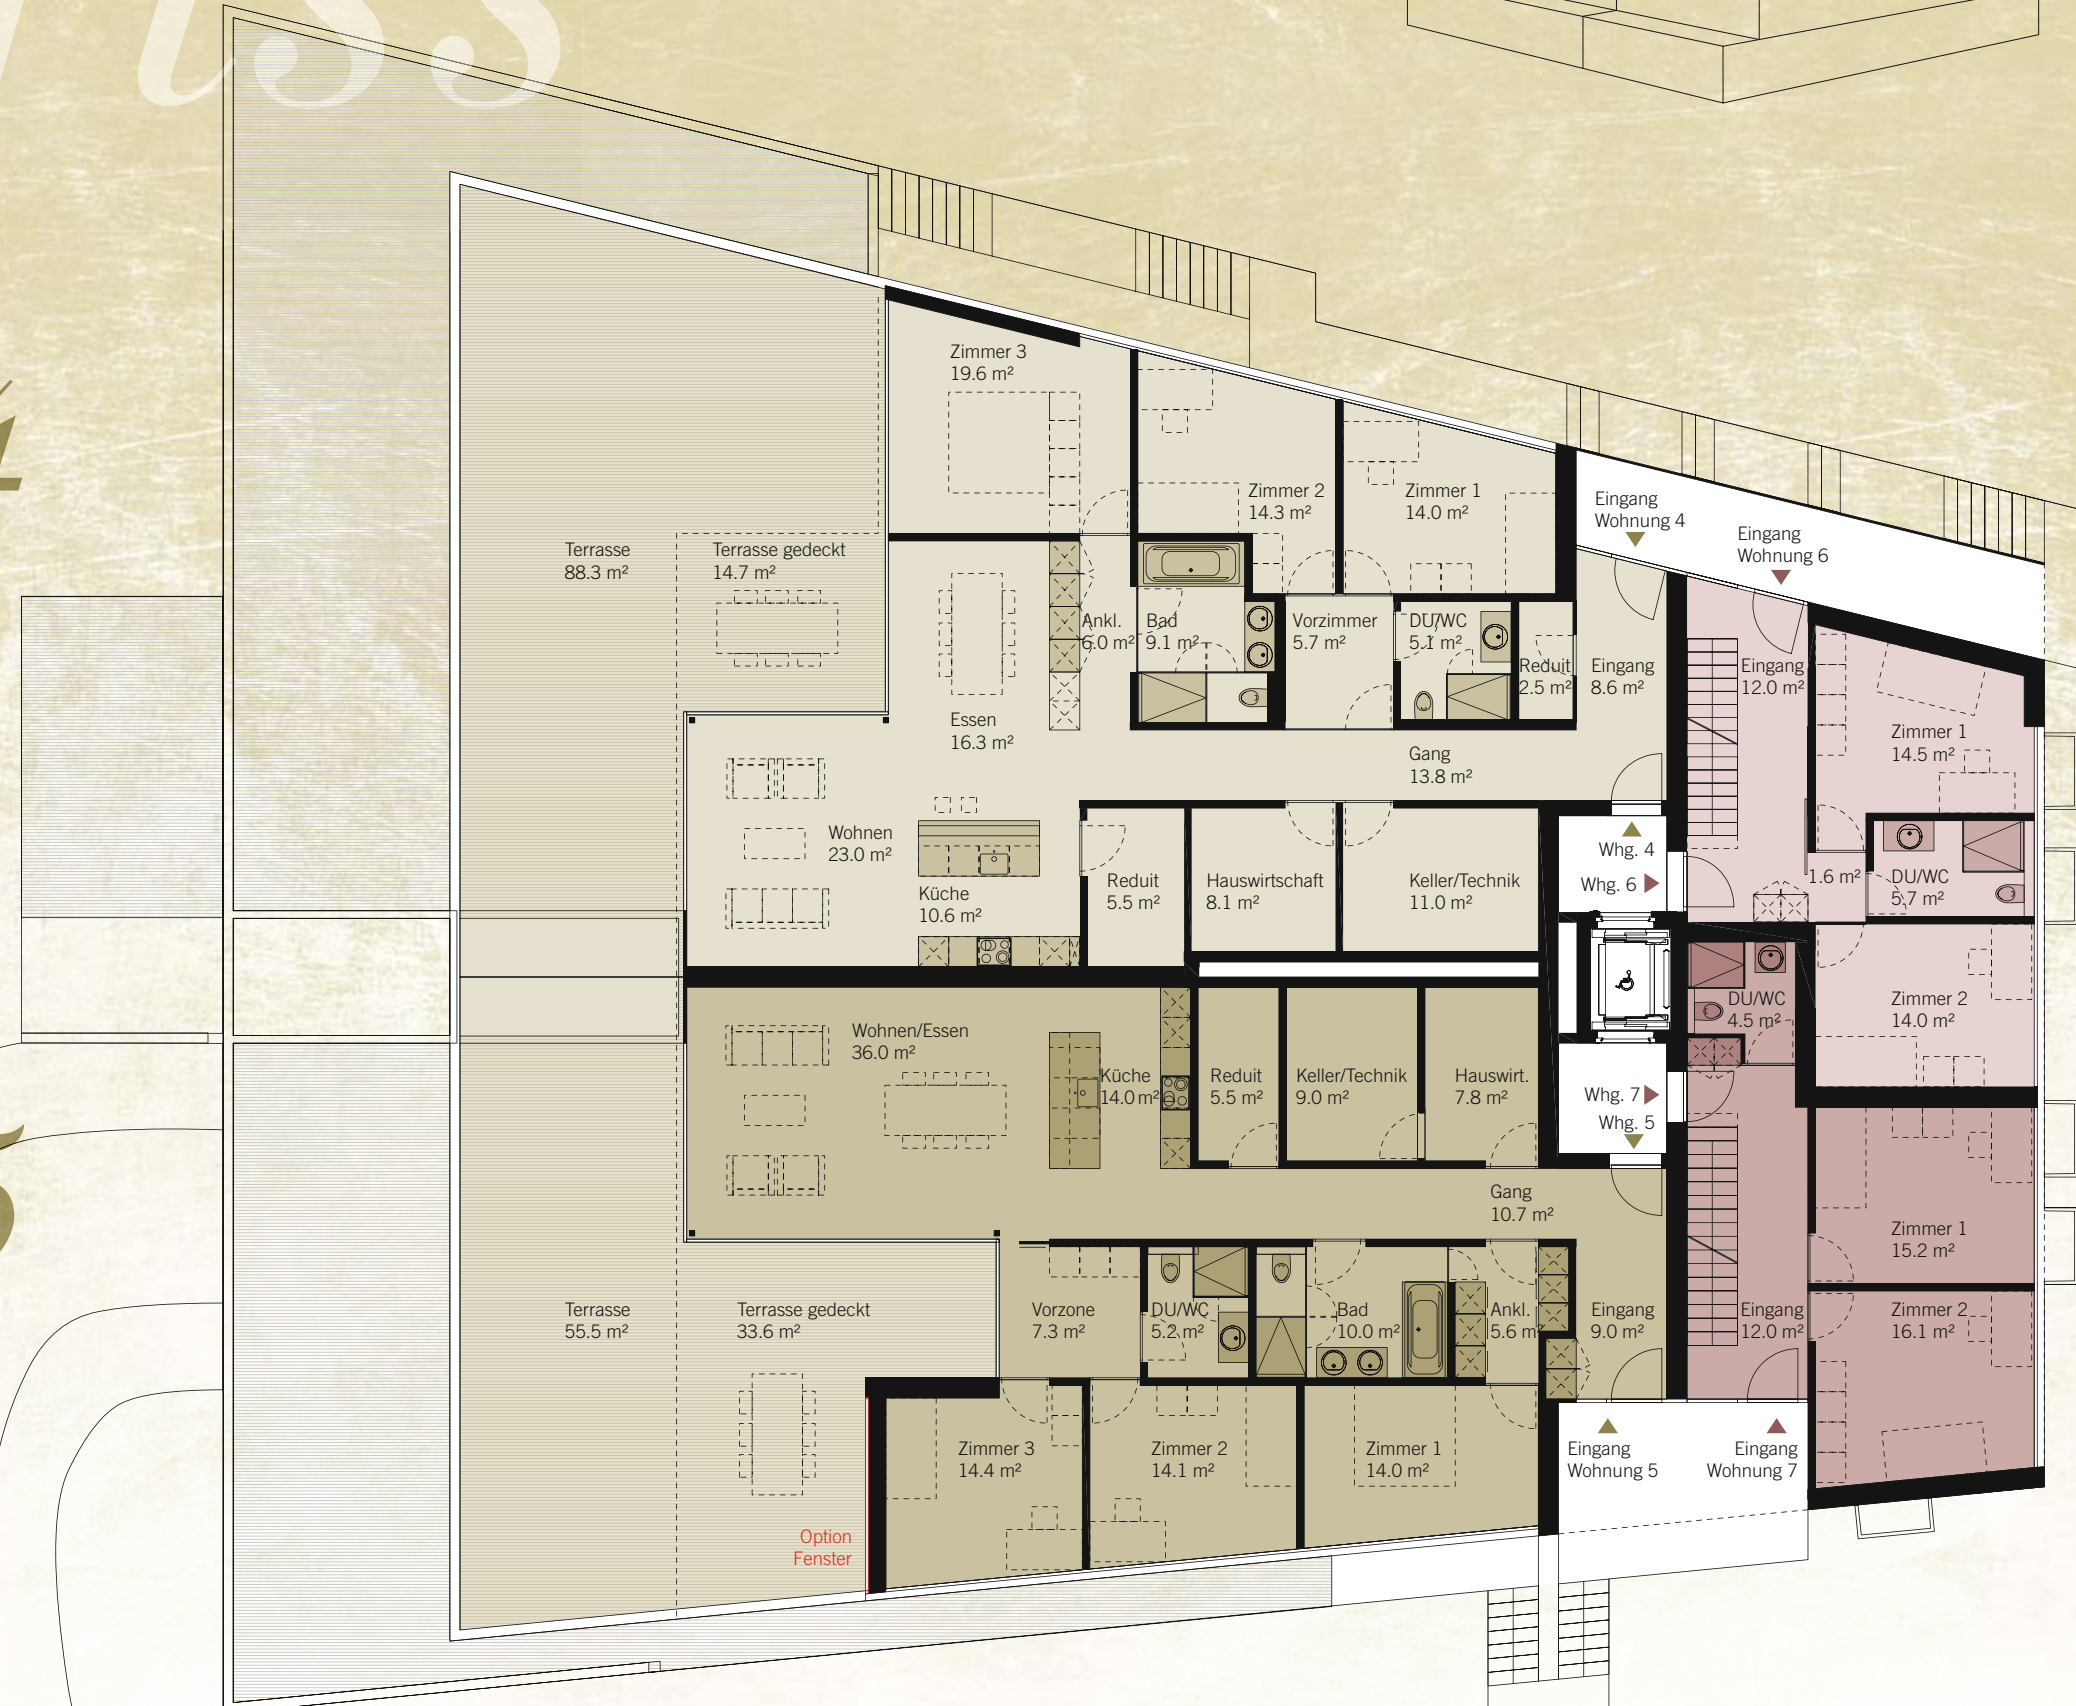 iss
Zimmer 3
19.6 m²
Zimmer 2
14.3 m²
Zimmer 1
14.0 m²
Eingang
Wohnung 4
Eingang
Wohnung 6
Terrasse
88.3 m²
Terrasse gedeckt
14.7 m²
Ankl.
6.0 m²
Bad
9.1 m²
Vorzimmer
5.7 m²
DU/WC
5.1 m²
Reduit
2.5 m²
Eingang
8.6 m²
Eingang
12.0 m²
Zimmer 1
14.5 m²
Essen
16.3 m²
Gang
13.8 m²
Wohnen
23.0 m²
Küche
10.6 m²
Reduit
5.5 m²
Hauswirtschaft
8.1 m²
Keller/Technik
11.0 m²
Whg. 4
Whg. 6
1.6 m²
DU/WC
5.7 m²
DU/WC
4.5 m²
Zimmer 2
14.0 m²
Wohnen/Essen
36.0 m²
Küche
14.0 m²
Reduit
5.5 m²
Keller/Technik
9.0 m²
Hauswirt.
7.8 m²
Whg. 7
Whg. 5
Gang
10.7 m²
Zimmer 1
15.2 m²
Terrasse
55.5 m²
Terrasse gedeckt
33.6 m²
Vorzone
7.3 m²
DU/WC
5.2 m²
Bad
10.0 m²
Ankl.
5.6 m²
Eingang
9.0 m²
Eingang
12.0 m²
Zimmer 2
16.1 m²
Zimmer 3
14.4 m²
Zimmer 2
14.1 m²
Zimmer 1
14.0 m²
Eingang
Wohnung 5
Eingang
Wohnung 7
Option
Fenster